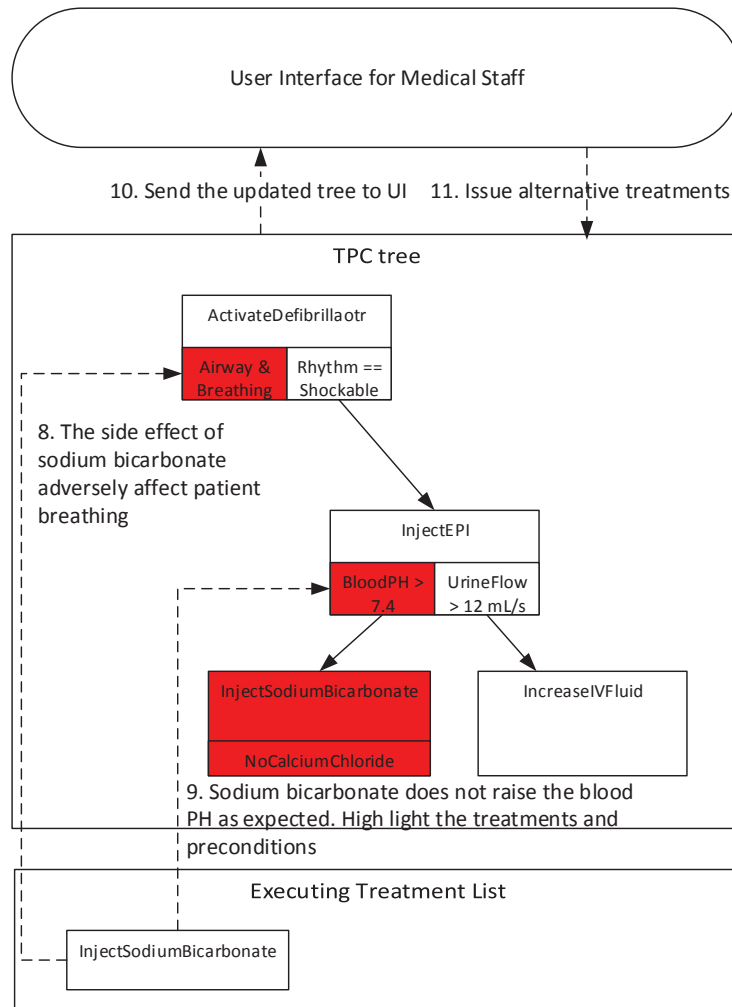 User Interface for Medical Staff
10. Send the updated tree to UI
11. Issue alternative treatments
TPC tree
ActivateDefibrillaotr
Airway &
Breathing
Rhythm ==
Shockable
8. The side effect of
sodium bicarbonate
adversely affect patient
breathing
InjectEPI
BloodPH >
7.4
UrineFlow
> 12 mL/s
InjectSodiumBicarbonate
NoCalciumChloride
IncreaseIVFluid
9. Sodium bicarbonate does not raise the blood
PH as expected. High light the treatments and
preconditions
Executing Treatment List
InjectSodiumBicarbonate